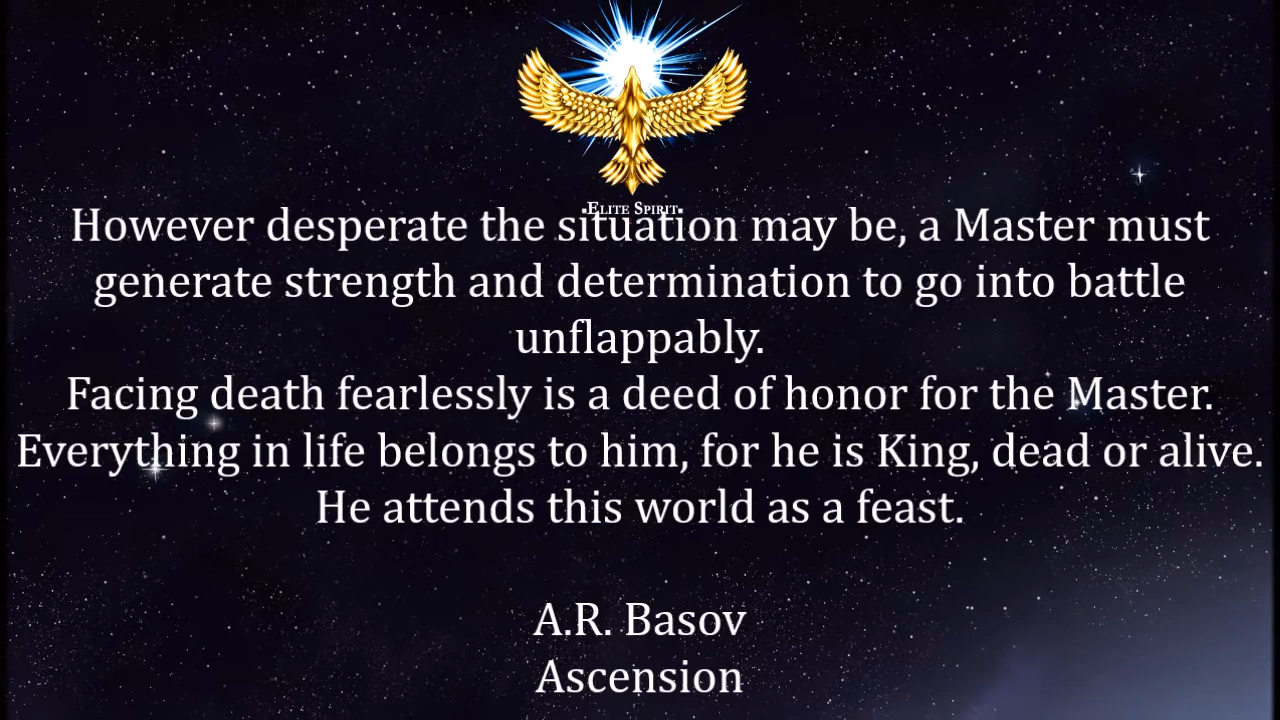 ▪Elite Spirit▪
However desperate the situation may be, a Master must
generate strength and determination to go into battle
unflappably.
Facing death fearlessly is a deed of honor for the Master.
Everything in life belongs to him, for he is King, dead or alive.
He attends this world as a feast.
A.R. Basov
Ascension